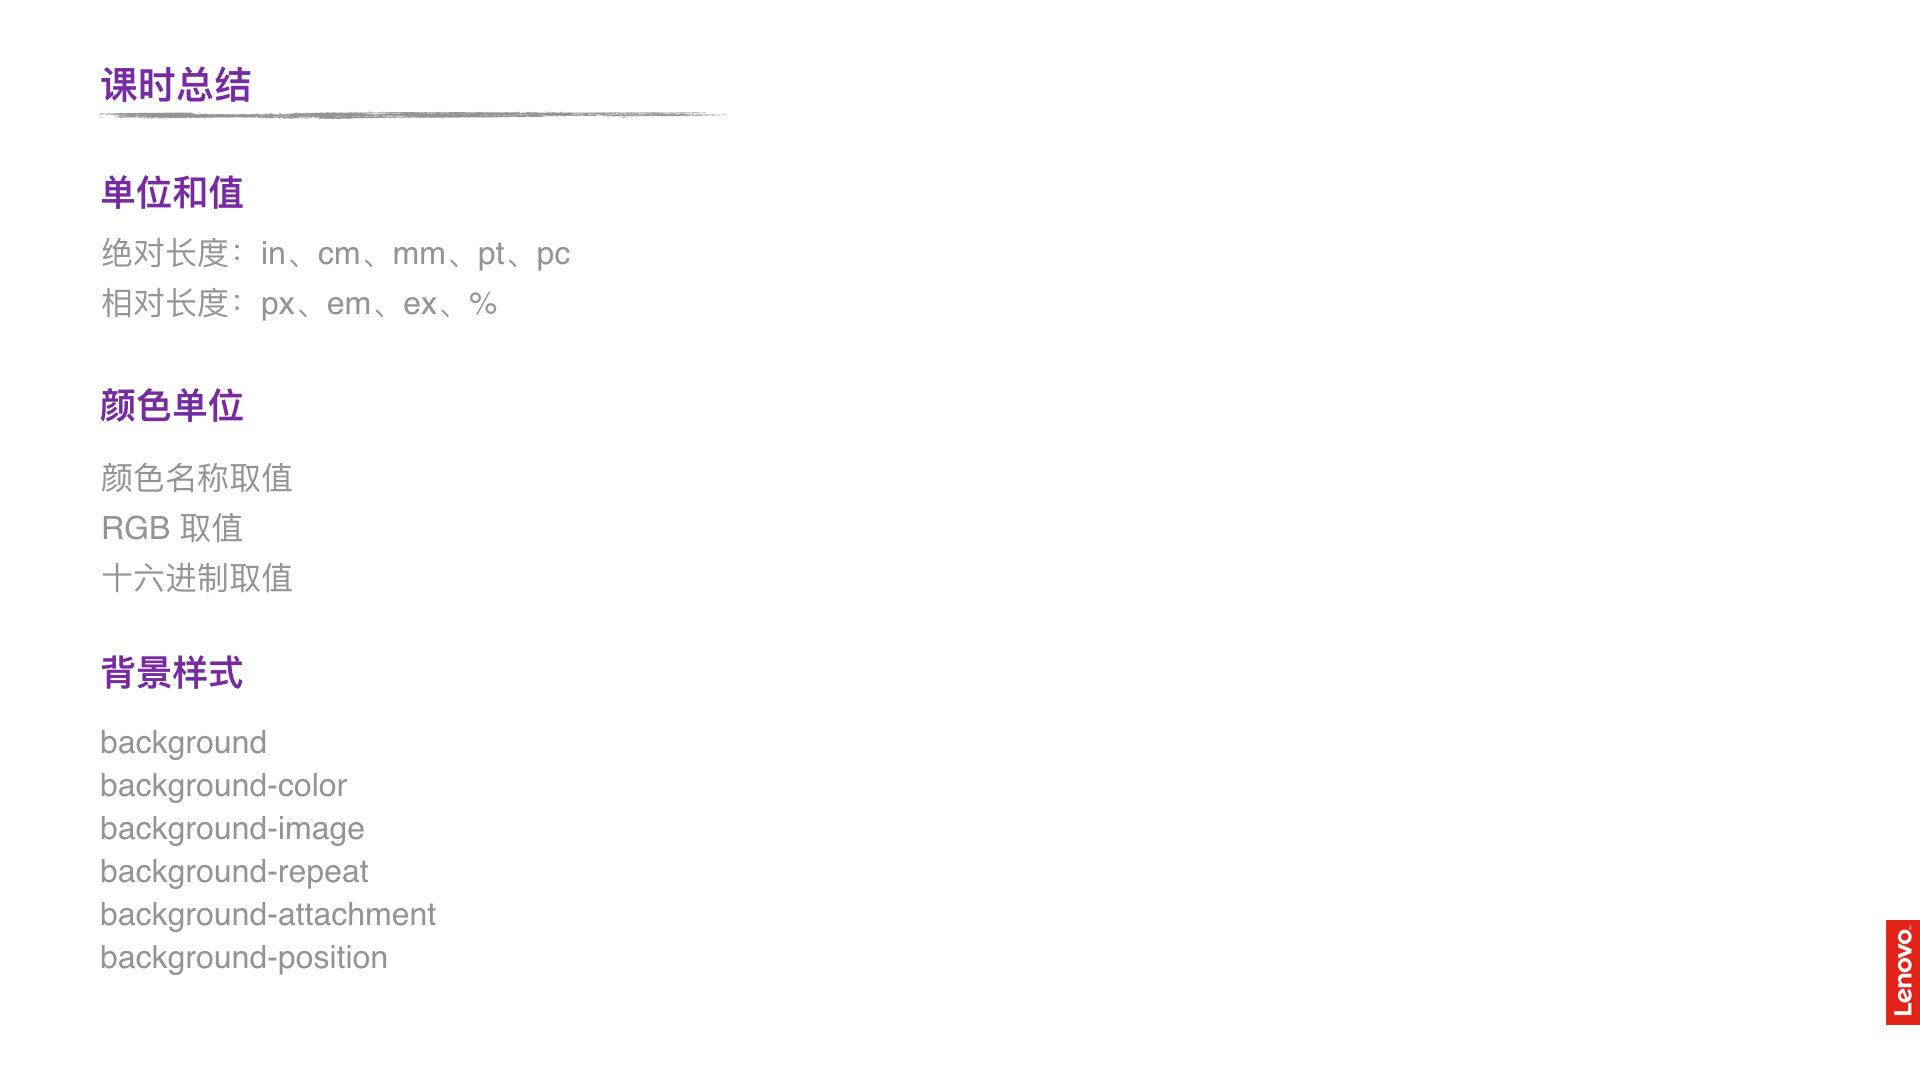 课时总结
单位和值
绝对长度：in、cm、mm、pt、pc
相对长度：px、em、ex、%
颜色单位
颜色名称取值
RGB 取值
十六进制取值
背景样式
background
background-color
background-image
background-repeat
background-attachment
background-position
Lenovo